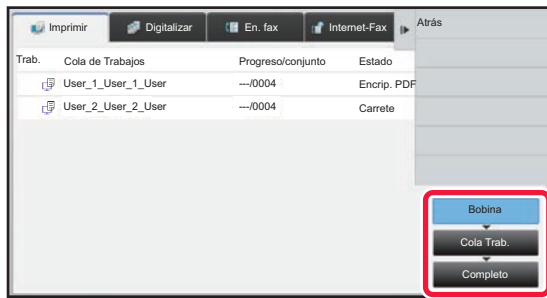 Imprimir Digitalizar En. fax Internet-Fax Atrás
Trab. Cola de Trabajos Progreso/conjunto Estado
User_1_User_1_User ---/0004 Encrip. PDF
User_2_User_2_User ---/0004 Carrete
Bobina
Cola Trab.
Completo